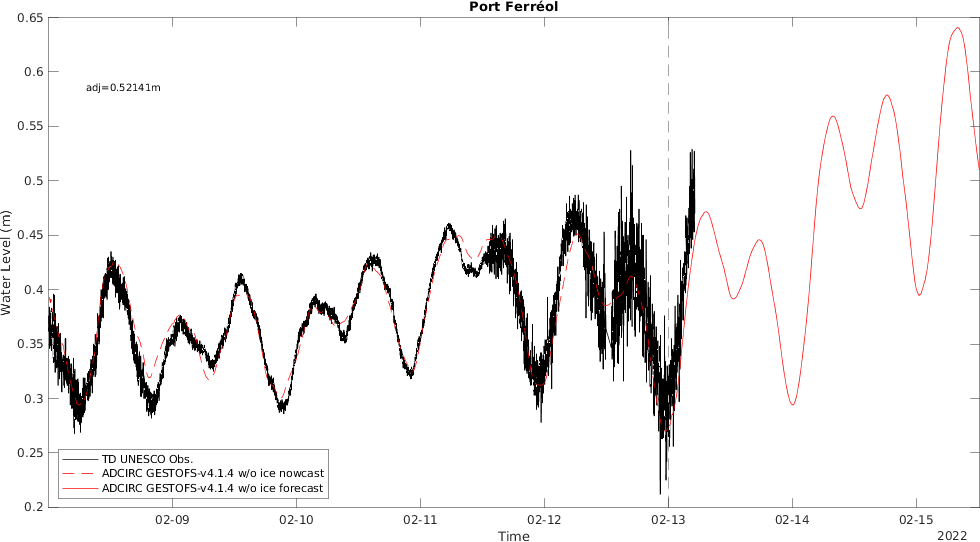 Port Ferréol
0.65
0.6
0.55
0.5
0.45
0.4
0.35
0.3
0.25
0.2
Water Level (m)
adj=0.52141m
TD UNESCO Obs.
ADCIRC GESTOFS-v4.1.4 w/o ice nowcast
ADCIRC GESTOFS-v4.1.4 w/o ice forecast
02-09 02-10 02-11 02-12 02-13 02-14 02-15
Time
2022